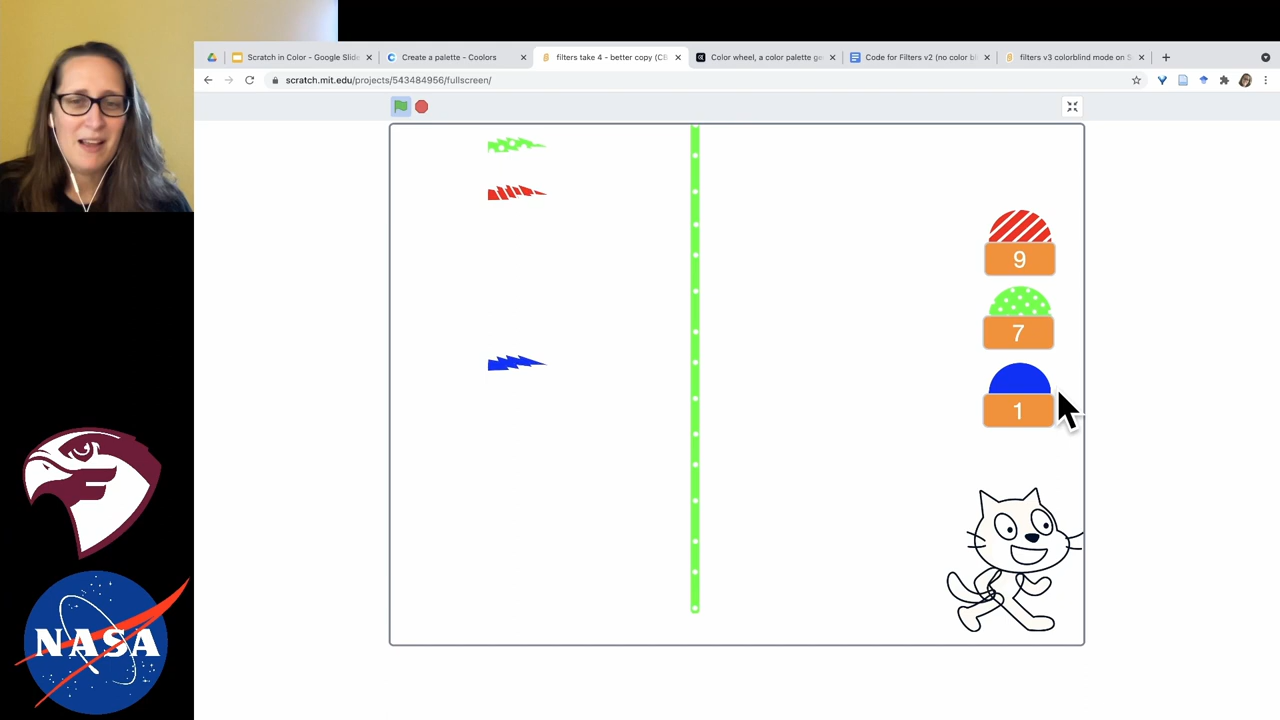 Scratch in Color - Google Slide
Create a palette - Coolors
filters take 4 - better copy (CB
Color wheel, a color palette ge
Code for Filters v2 (no color bl
filters v3 colorblind mode on S
scratch.mit.edu/projects/543484956/fullscreen/
9
7
1
NASA